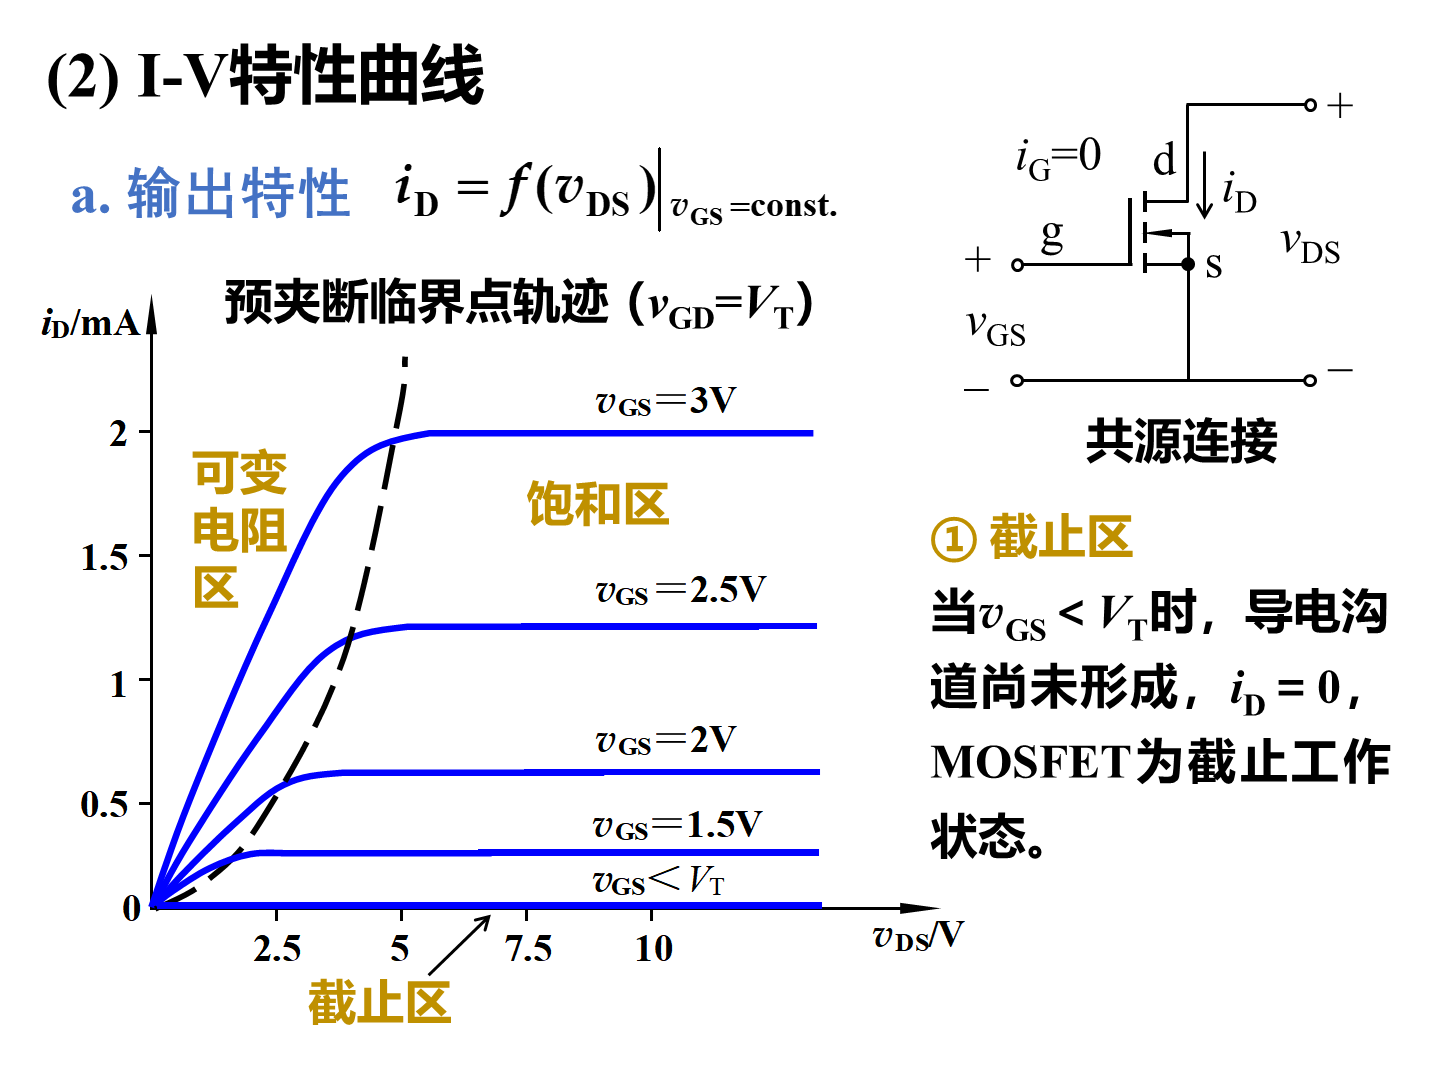 (2) I-V特性曲线
a. 输出特性
iD = f(vDS)| vGS =const.
预夹断临界点轨迹（vGD=VT）
iD/mA
vGS＝3V
2
可变
电阻
区
饱和区
1.5
vGS＝2.5V
1
vGS＝2V
0.5
vGS＝1.5V
vGS＜VT
0
2.5
5
7.5
10
vDS/V
截止区
iG=0
d
+
iD
g
+
s
vDS
vGS
–
–
共源连接
① 截止区
当vGS < VT时，导电沟
道尚未形成，iD = 0，
MOSFET为截止工作
状态。